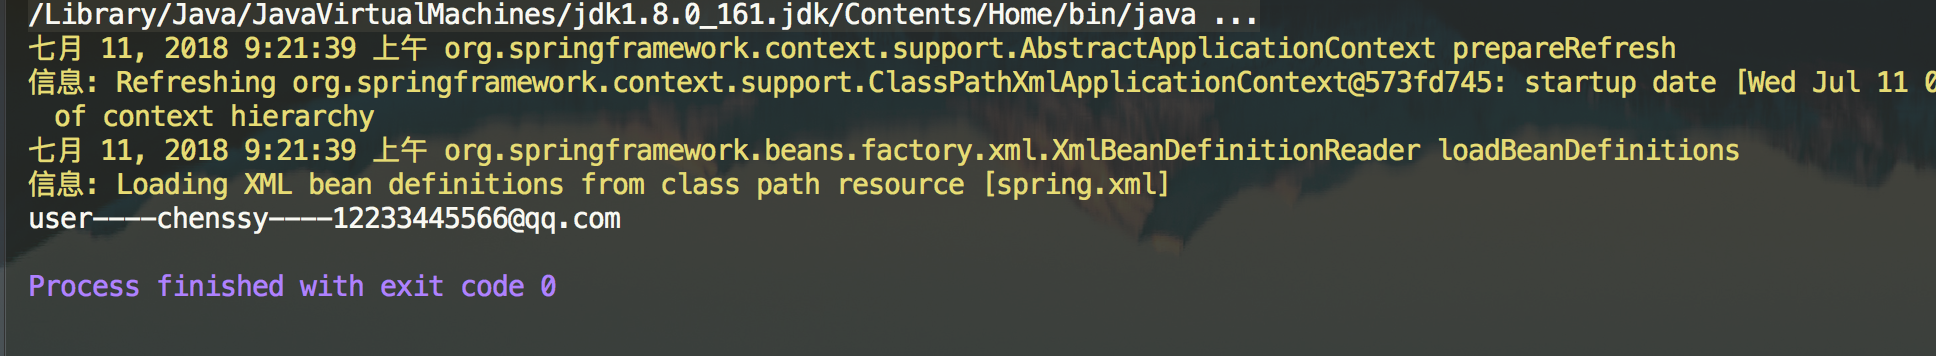 /Library/Java/JavaVirtualMachines/jdk1.8.0_161.jdk/Contents/Home/bin/java ...
七月 11, 2018 9:21:39 上午 org.springframework.context.support.AbstractApplicationContext prepareRefresh
信息: Refreshing org.springframework.context.support.ClassPathXmlApplicationContext@573fd745: startup date [Wed Jul 11 0
of context hierarchy
七月 11, 2018 9:21:39 上午 org.springframework.beans.factory.xml.XmlBeanDefinitionReader loadBeanDefinitions
信息: Loading XML bean definitions from class path resource [spring.xml]
user----chenssy----12233445566@qq.com
Process finished with exit code 0